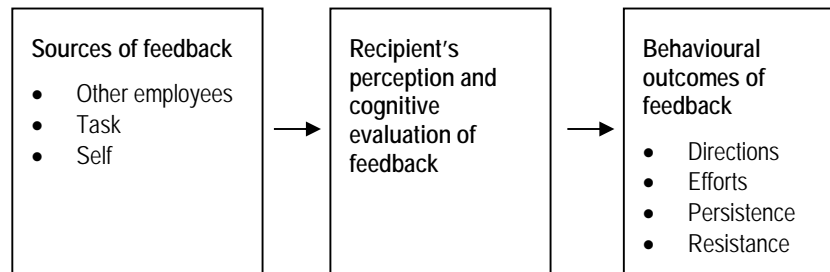 Sources of feedback
• Other employees
• Task
• Self
Recipient's
perception and
cognitive
evaluation of
feedback
Behavioural
outcomes of
feedback
• Directions
• Efforts
• Persistence
• Resistance